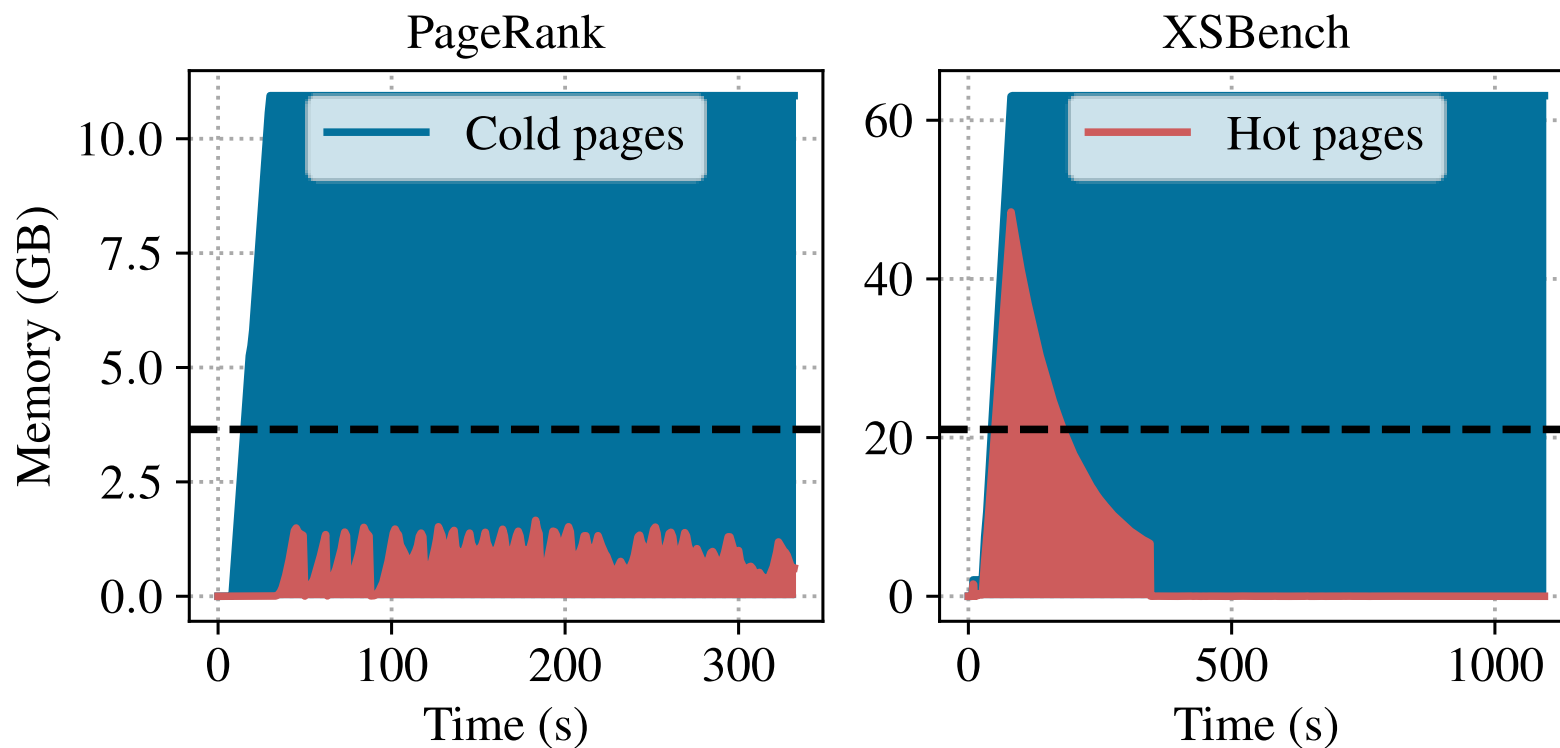 PageRank
Memory (GB)
10.0
7.5
5.0
2.5
0.0
Cold pages
0 100 200 300
Time (s)
XSBench
60
40
20
0
Hot pages
0 500 1000
Time (s)